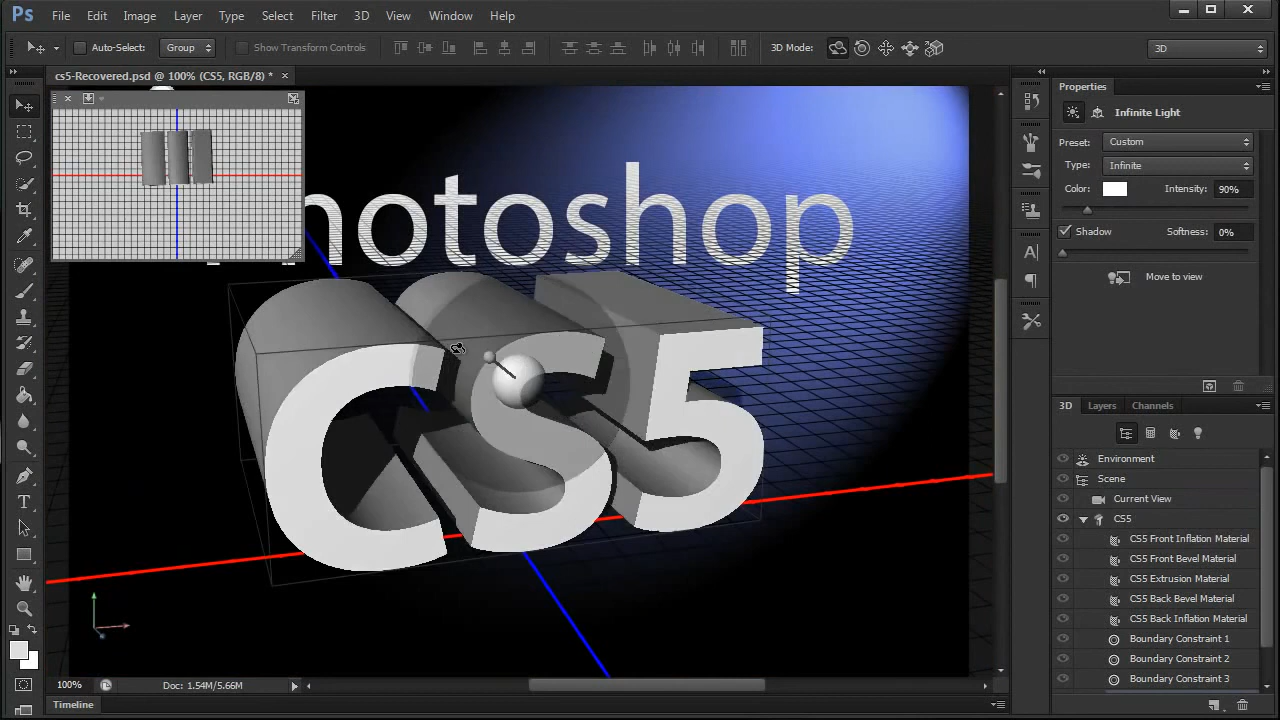 Ps File Edit Image Layer Type Select Filter 3D View Window Help
Auto-Select: Group Show Transform Controls 3D Mode: 3D
cs5-Recovered.psd @ 100% (CS5, RGB/8) *
hotoshop
CS5
100% Doc: 1.54M/5.66M
Timeline
Properties
Infinite Light
Preset: Custom
Type: Infinite
Color: Intensity: 90%
Shadow Softness: 0%
Move to view
3D Layers Channels
Environment
Scene
Current View
CS5
CS5 Front Inflation Material
CS5 Front Bevel Material
CS5 Extrusion Material
CS5 Back Bevel Material
CS5 Back Inflation Material
Boundary Constraint 1
Boundary Constraint 2
Boundary Constraint 3